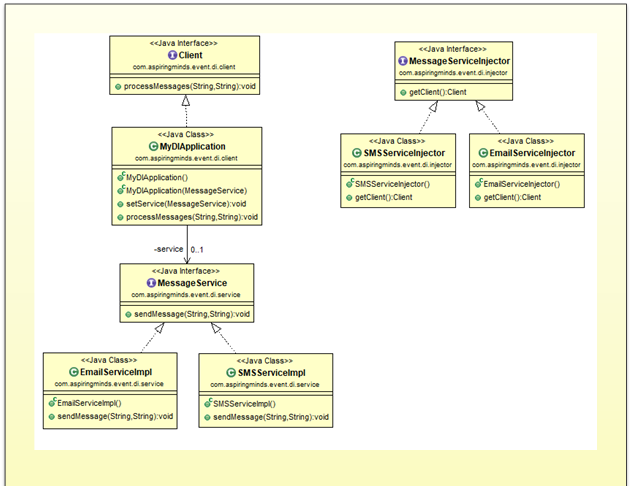 <<Java Interface>>
Client
com.aspiringminds.event.di.client
processMessages(String,String):void
<<Java Class>>
MyDIApplication
com.aspiringminds.event.di.client
MyDIApplication()
MyDIApplication(MessageService)
setService(MessageService):void
processMessages(String,String):void
-service 0..1
<<Java Interface>>
MessageService
com.aspiringminds.event.di.service
sendMessage(String,String):void
<<Java Class>>
EmailServiceImpl
com.aspiringminds.event.di.service
EmailServiceImpl()
sendMessage(String,String):void
<<Java Class>>
SMSServiceImpl
com.aspiringminds.event.di.service
SMSServiceImpl()
sendMessage(String,String):void
<<Java Interface>>
MessageServiceInjector
com.aspiringminds.event.di.injector
getClient():Client
<<Java Class>>
SMSServiceInjector
com.aspiringminds.event.di.injector
SMSServiceInjector()
getClient():Client
<<Java Class>>
EmailServiceInjector
com.aspiringminds.event.di.injector
EmailServiceInjector()
getClient():Client